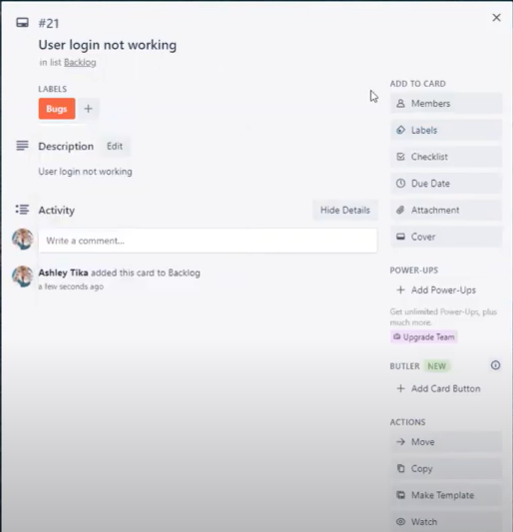 #21
User login not working
in list Backlog
LABELS
Bugs
+
Description
Edit
User login not working
Activity
Hide Details
Write a comment...
Ashley Tika added this card to Backlog
a few seconds ago
ADD TO CARD
Members
Labels
Checklist
Due Date
Attachment
Cover
POWER-UPS
+ Add Power-Ups
Get unlimited Power-Ups, plus
much more.
Upgrade Team
BUTLER NEW
+ Add Card Button
ACTIONS
→ Move
Copy
Make Template
Watch